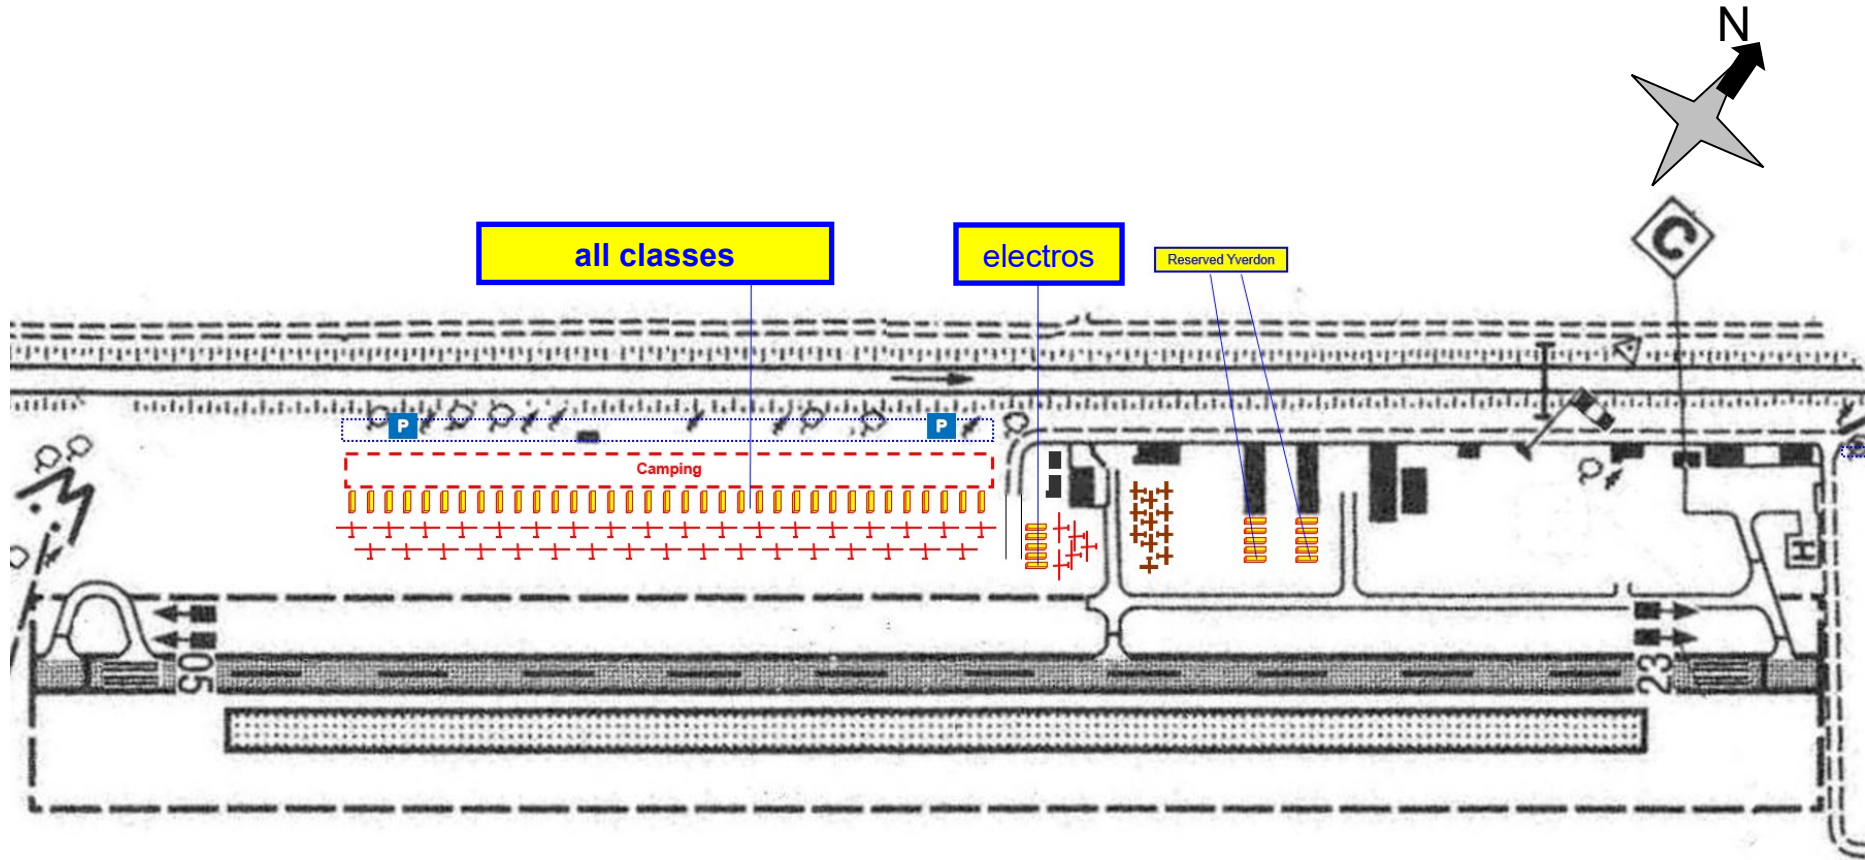 N
C
all classes
electros
Reserved Yverdon
P
P
Camping
H
05
23